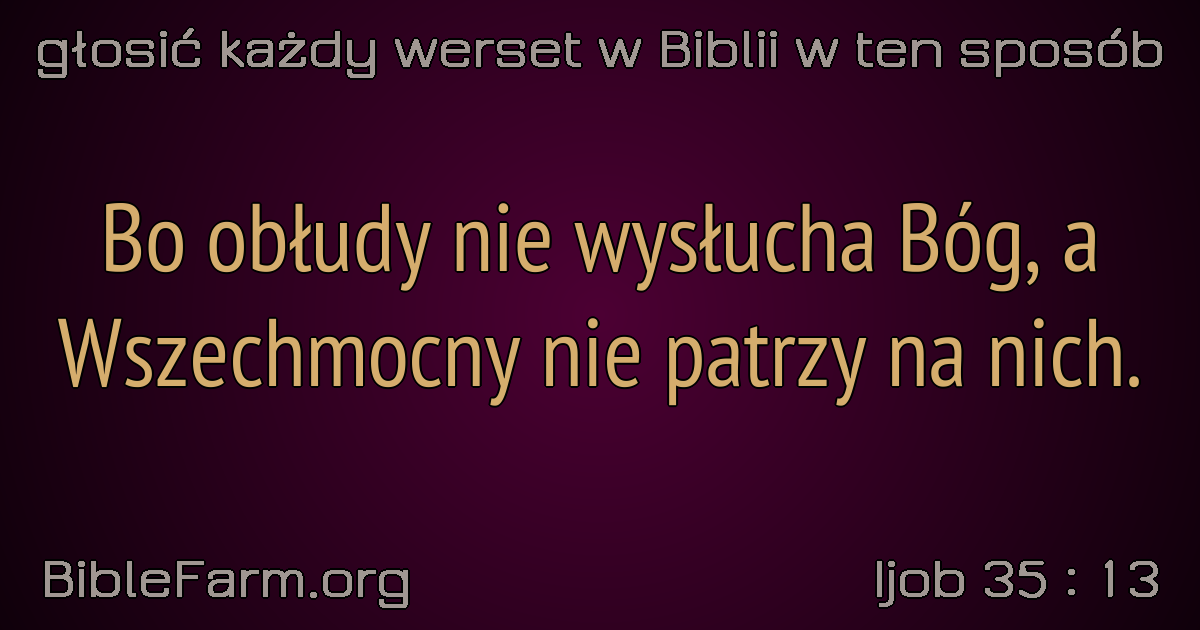 głosić każdy werset w Biblii w ten sposób
Bo obłudy nie wysłucha Bóg, a
Wszechmocny nie patrzy na nich.
BibleFarm.org
Ijob 35 : 13